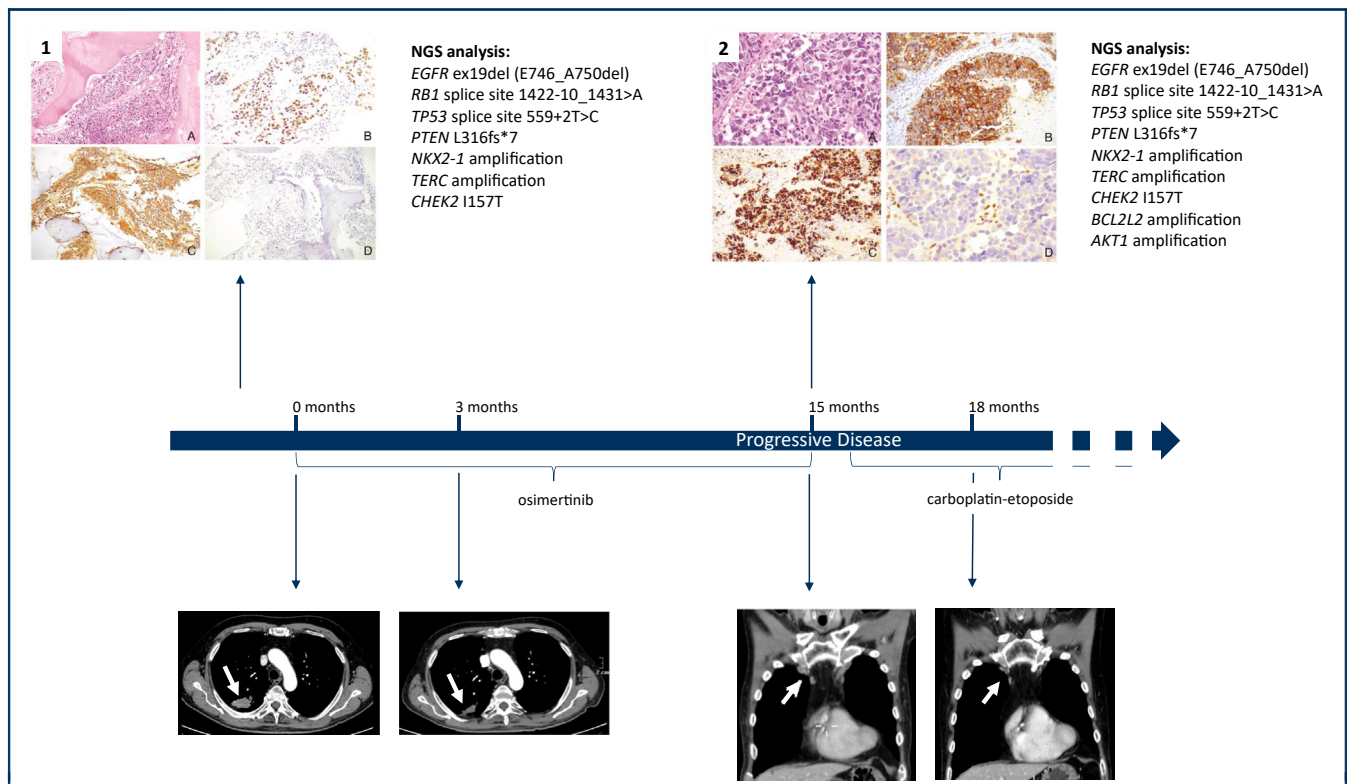 1
A
B
C
D
NGS analysis:
EGFR ex19del (E746_A750del)
RB1 splice site 1422-10_1431>A
TP53 splice site 559+2T>C
PTEN L316fs*7
NKX2-1 amplification
TERC amplification
CHEK2 I157T
2
A
B
C
D
NGS analysis:
EGFR ex19del (E746_A750del)
RB1 splice site 1422-10_1431>A
TP53 splice site 559+2T>C
PTEN L316fs*7
NKX2-1 amplification
TERC amplification
CHEK2 I157T
BCL2L2 amplification
AKT1 amplification
0 months
3 months
15 months
18 months
Progressive Disease
osimertinib
carboplatin-etoposide